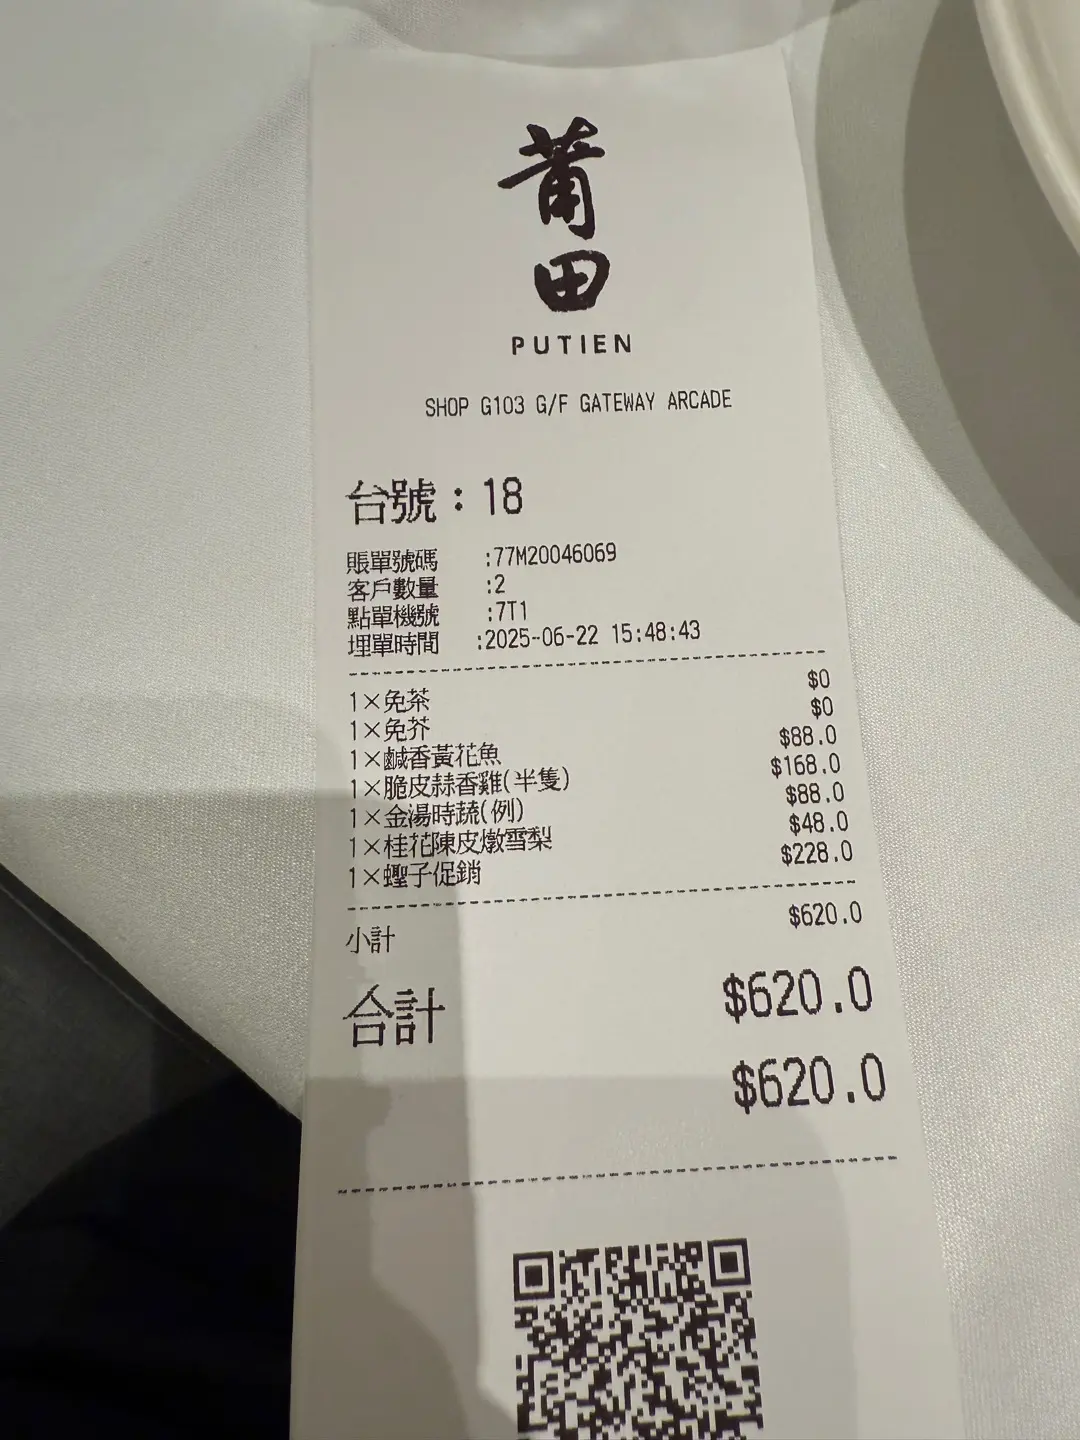 莆
田
PUTIEN
SHOP G103 G/F GATEWAY ARCADE
台號：18
賬單號碼 :77M20046069
客戶數量 :2
點單機號 :7T1
埋單時間 :2025-06-22 15:48:43
1×免茶 $0
1×免芥 $0
1×鹹香黃花魚 $88.0
1×脆皮蒜香雞(半隻) $168.0
1×金湯時蔬(例) $88.0
1×桂花陳皮燉雪梨 $48.0
1×蟶子促銷 $228.0
小計 $620.0
合計 $620.0
$620.0